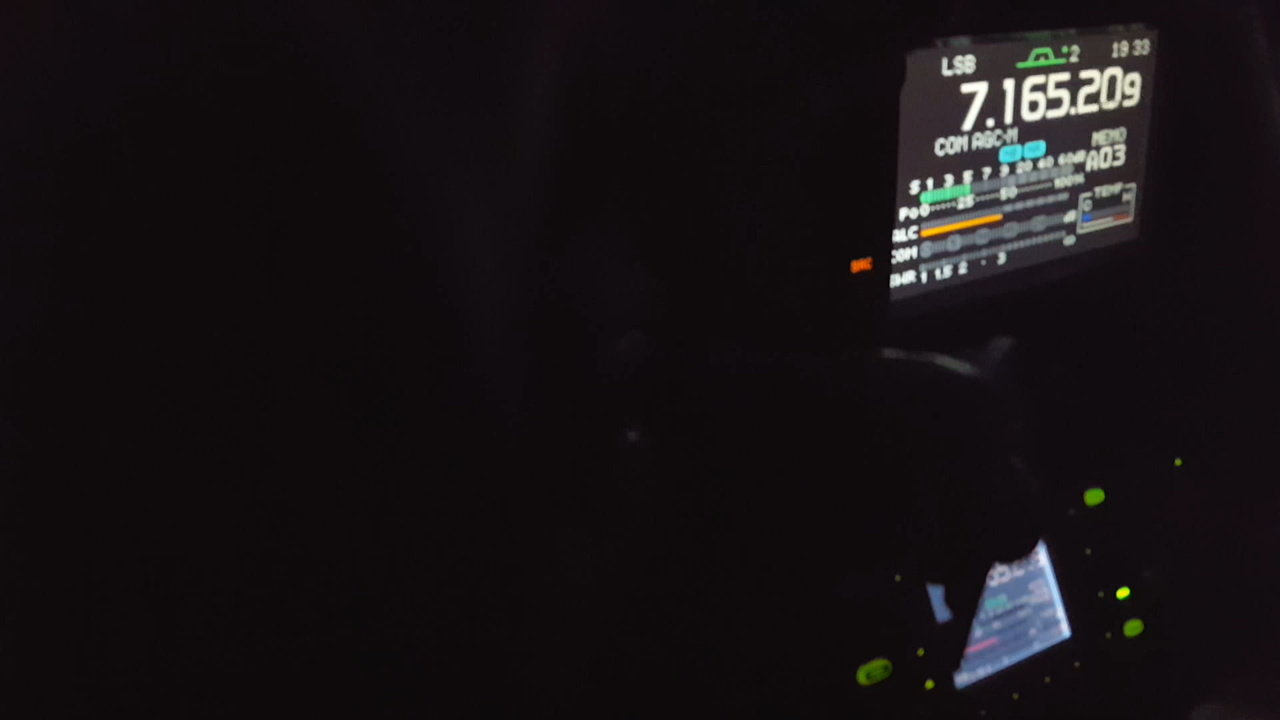 LSB 2 19 33
7.165.209
COM AGC-M
MEMO
A03
S 1 3 5 7 9 20 40 60dB
Po 0 25 50 100%
TEMP
ALC
COM dB
SWR 1 1.5 2 3 ∞